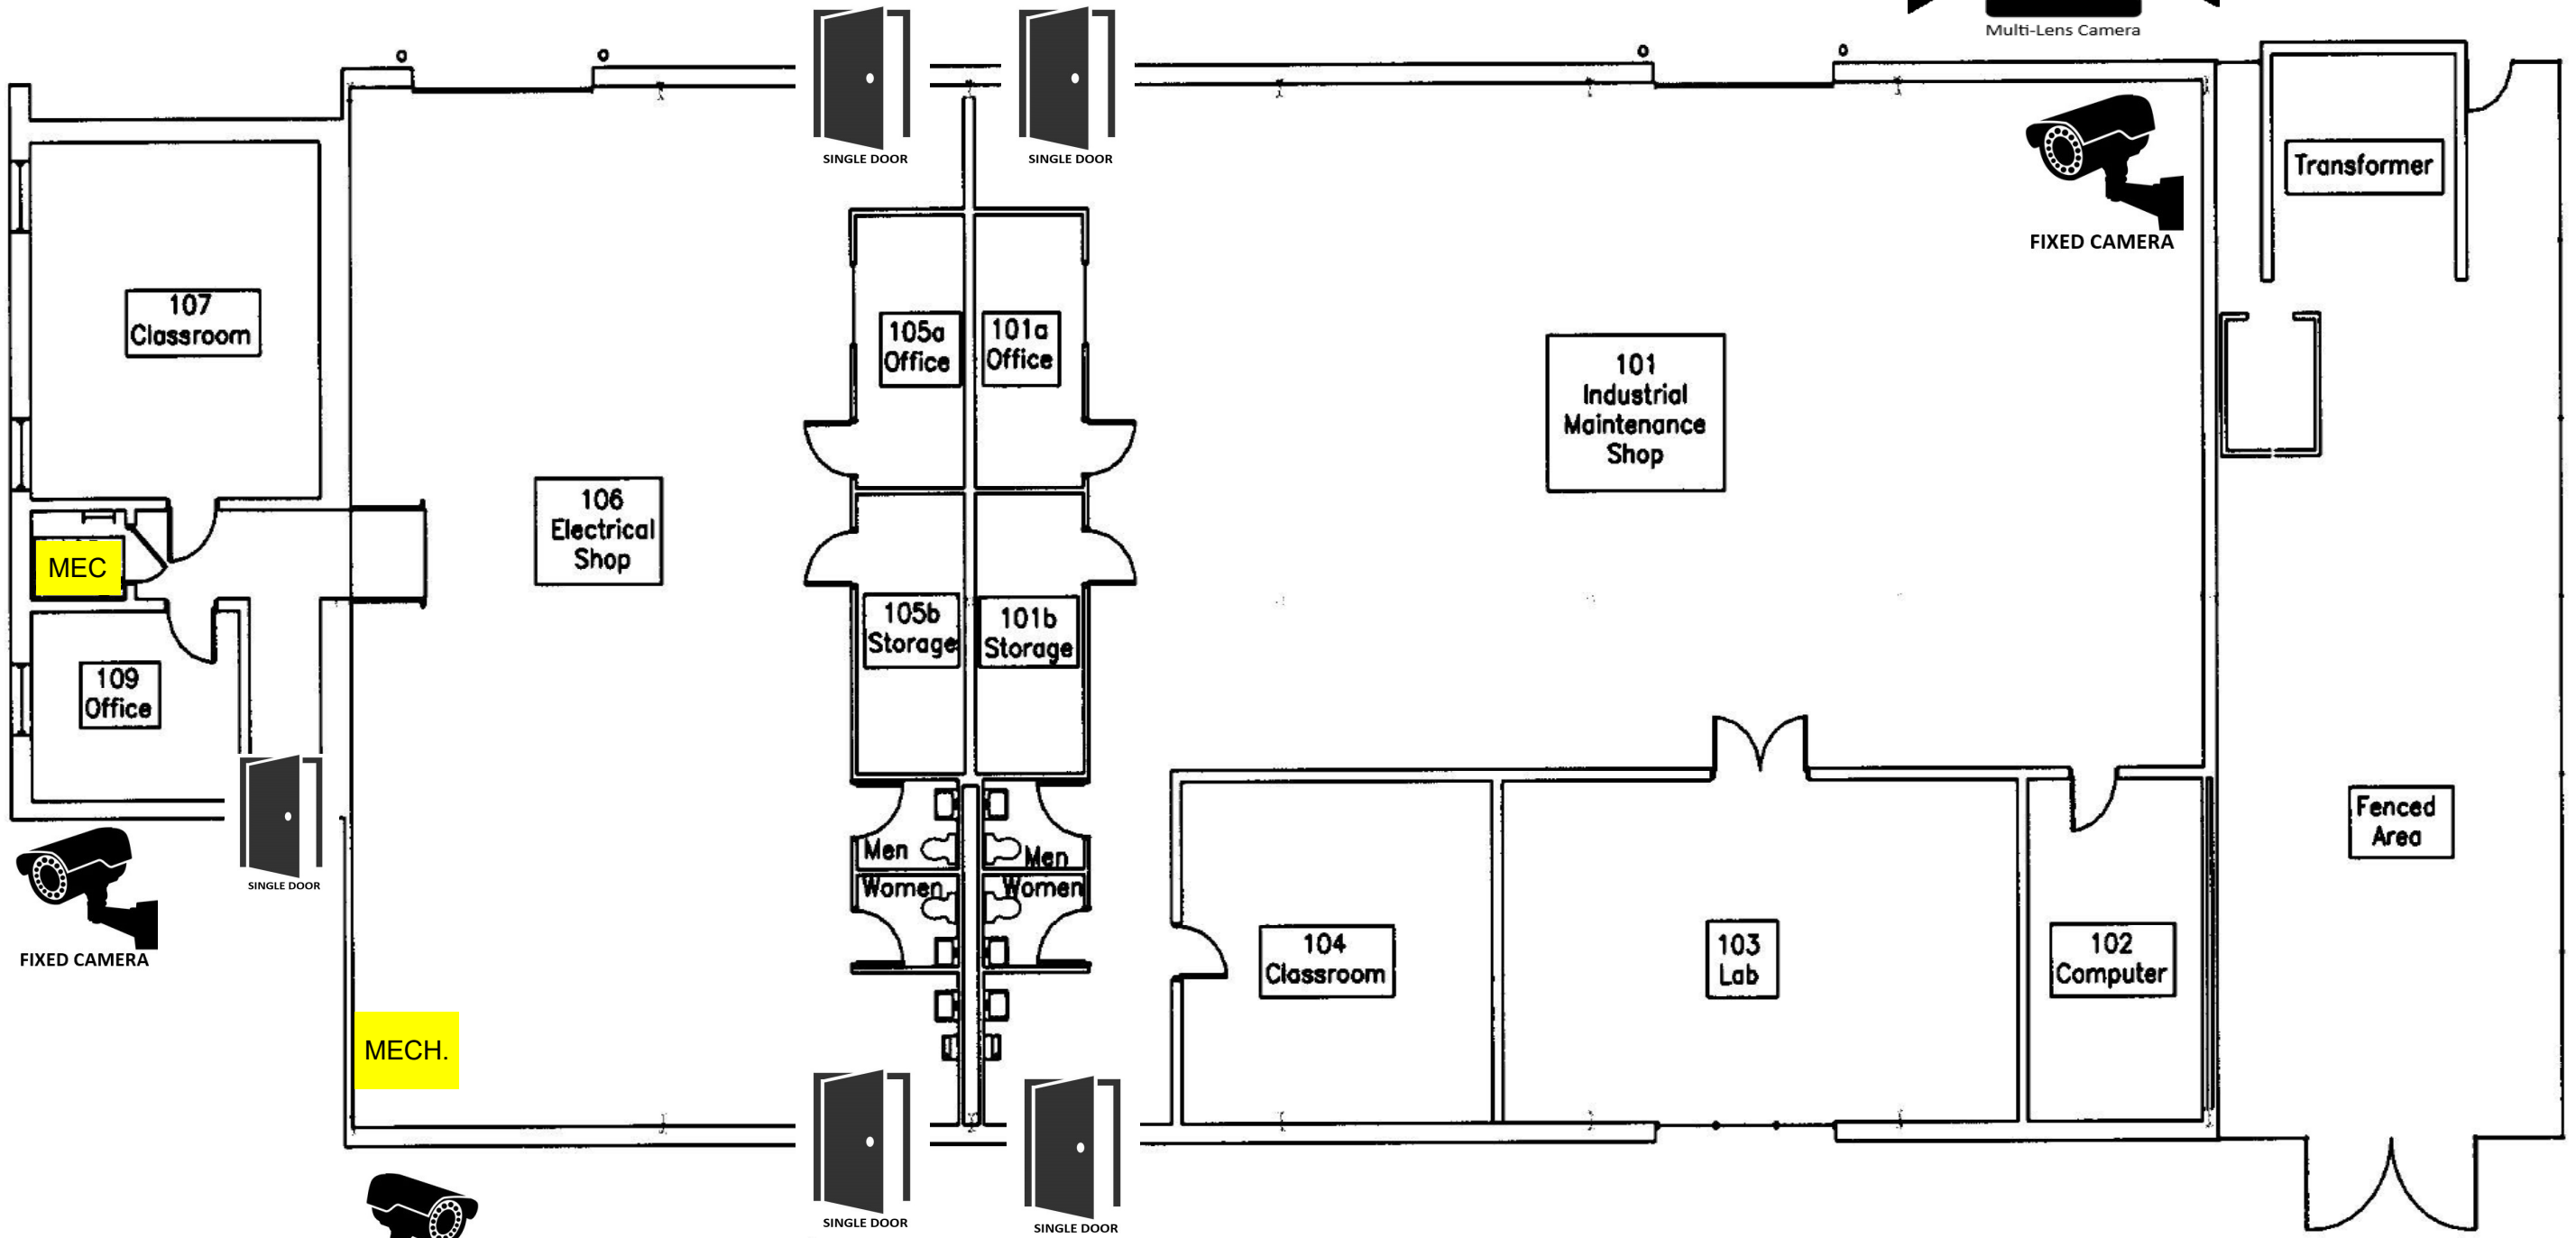 Multi-Lens Camera
SINGLE DOOR
SINGLE DOOR
Transformer
FIXED CAMERA
107
Classroom
105a
Office
101a
Office
101
Industrial
Maintenance
Shop
106
Electrical
Shop
MEC
105b
Storage
101b
Storage
109
Office
Fenced
Area
Men
Men
Women
Women
SINGLE DOOR
FIXED CAMERA
104
Classroom
103
Lab
102
Computer
MECH.
SINGLE DOOR
SINGLE DOOR